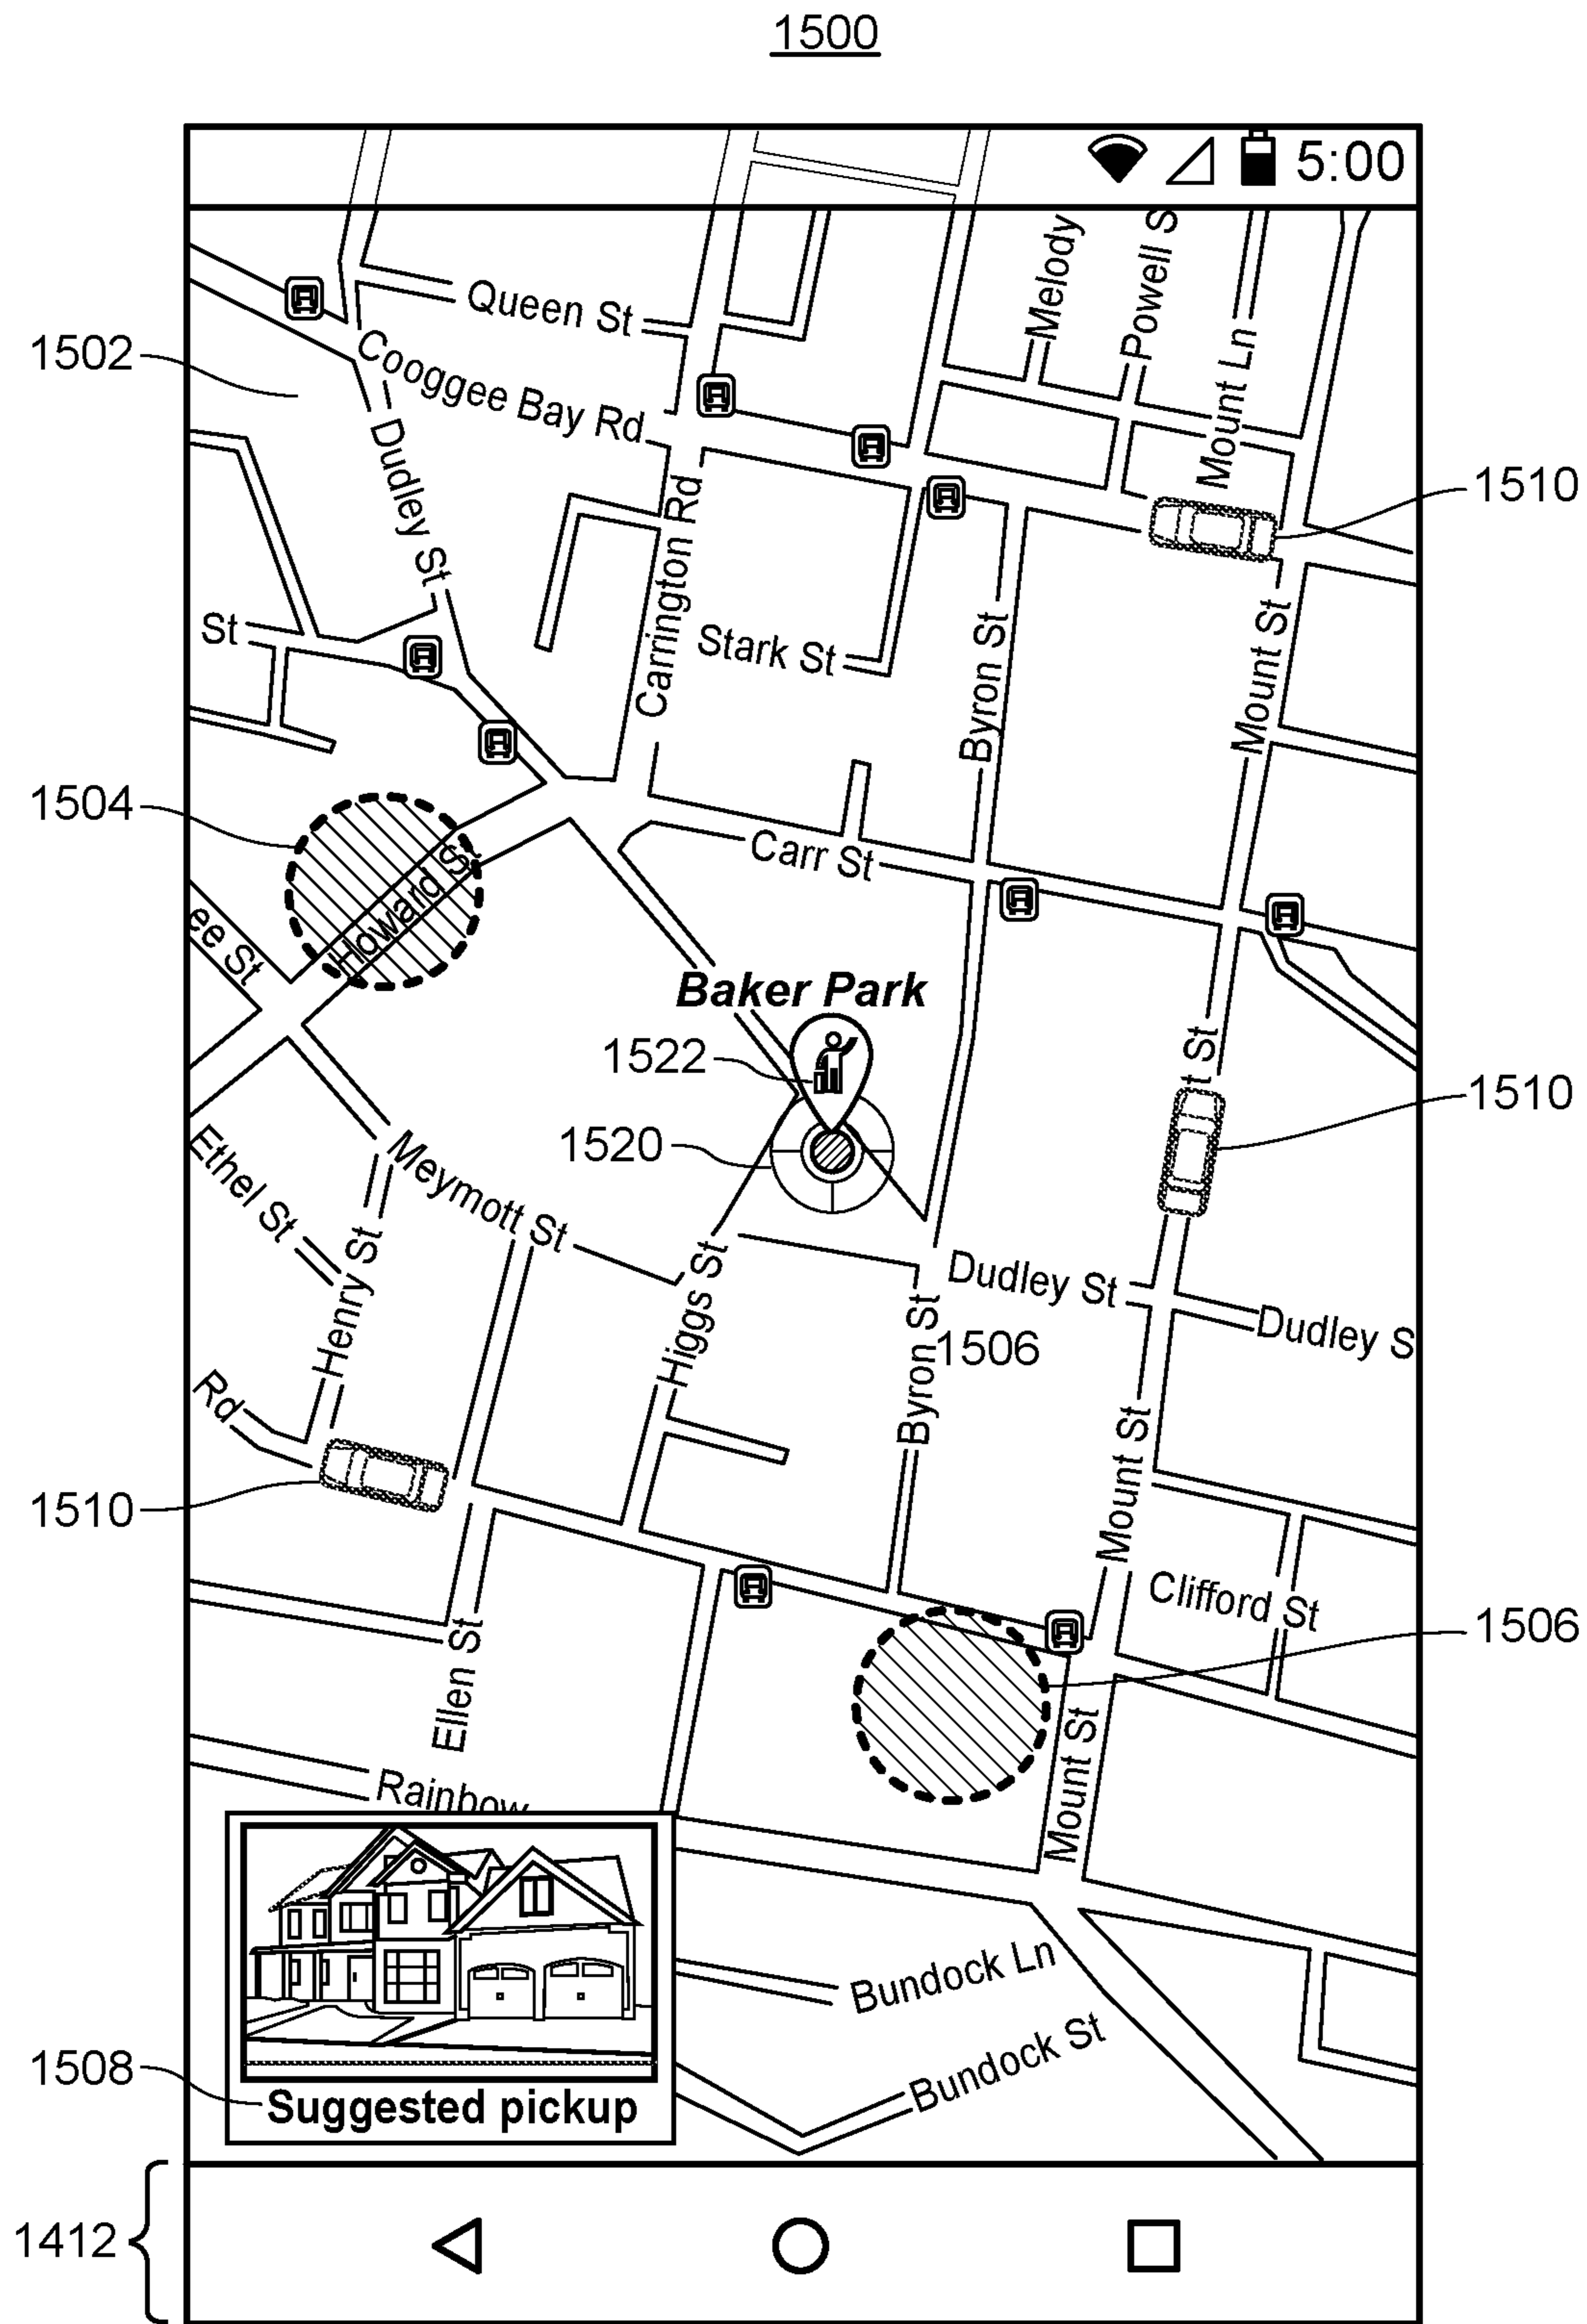 1500
5:00
Melody
Powell S
Queen St
Mount Ln
1502
Cooggee Bay Rd
Dudley St
1510
Carrington Rd
St
Stark St
Byron St
Mount St
1504
Carr St
Howard St
ee St
Baker Park
1522
t St
1510
1520
Ethel St
Meymott St
Henry St
Higgs St
Dudley St
Dudley S
Byron St
1506
Rd
Mount St
1510
Clifford St
1506
Ellen St
Mount St
Rainbow
Bundock Ln
Bundock St
1508
Suggested pickup
1412